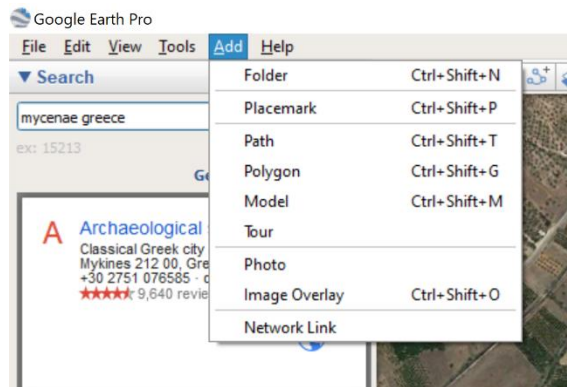 Google Earth Pro
File Edit View Tools Add Help
Search
mycenae greece
ex: 15213
Folder Ctrl+Shift+N
Placemark Ctrl+Shift+P
Path Ctrl+Shift+T
Polygon Ctrl+Shift+G
Model Ctrl+Shift+M
Tour
Photo
Image Overlay Ctrl+Shift+O
Network Link
A Archaeological
Classical Greek city
Mykines 212 00, Gre
+30 2751 076585 ·
9,640 revie